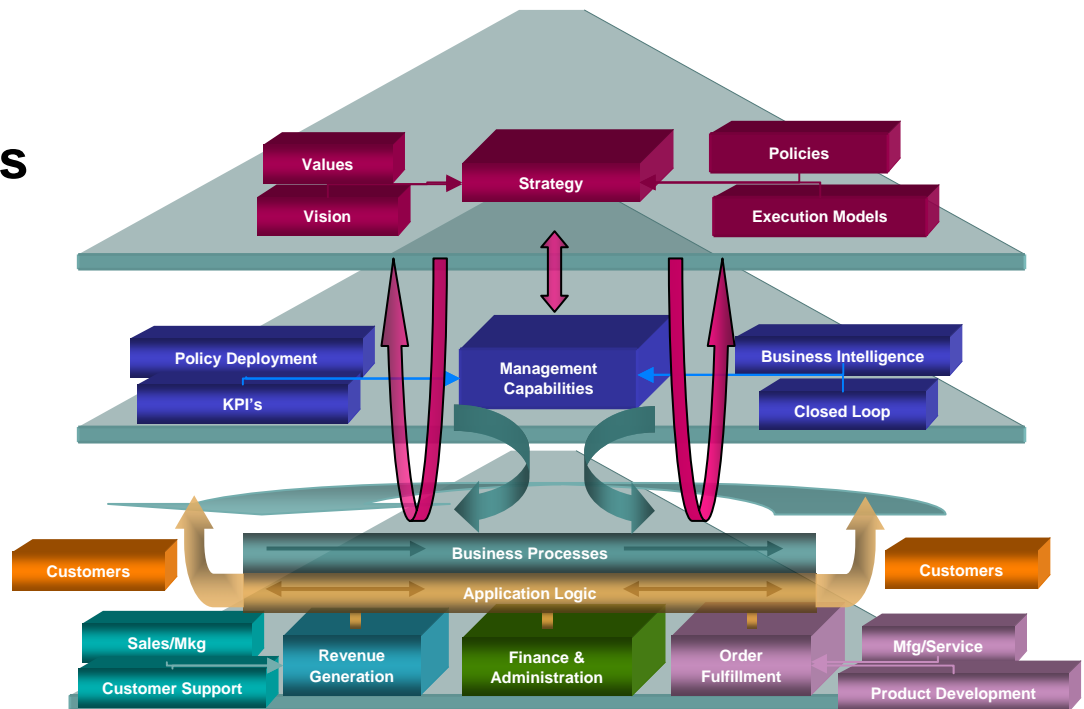 s
Values
Vision
Strategy
Policies
Execution Models
Policy Deployment
KPI's
Management
Capabilities
Business Intelligence
Closed Loop
Business Processes
Application Logic
Customers
Customers
Sales/Mkg
Customer Support
Revenue
Generation
Finance &
Administration
Order
Fulfillment
Mfg/Service
Product Development